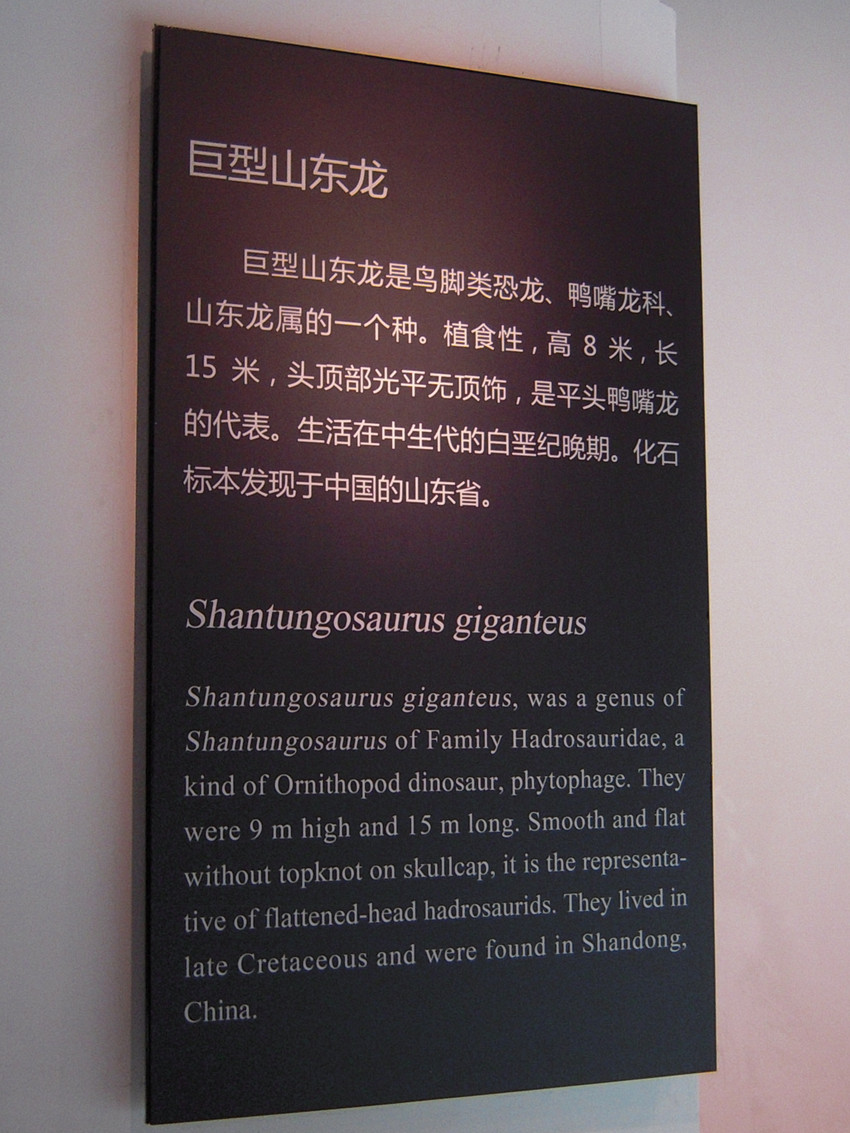 巨型山东龙
巨型山东龙是鸟脚类恐龙、鸭嘴龙科、
山东龙属的一个种。植食性，高 8 米，长
15 米，头顶部光平无顶饰，是平头鸭嘴龙
的代表。生活在中生代的白垩纪晚期。化石
标本发现于中国的山东省。
Shantungosaurus giganteus
Shantungosaurus giganteus, was a genus of
Shantungosaurus of Family Hadrosauridae, a
kind of Ornithopod dinosaur, phytophage. They
were 9 m high and 15 m long. Smooth and flat
without topknot on skullcap, it is the representa-
tive of flattened-head hadrosaurids. They lived in
late Cretaceous and were found in Shandong,
China.